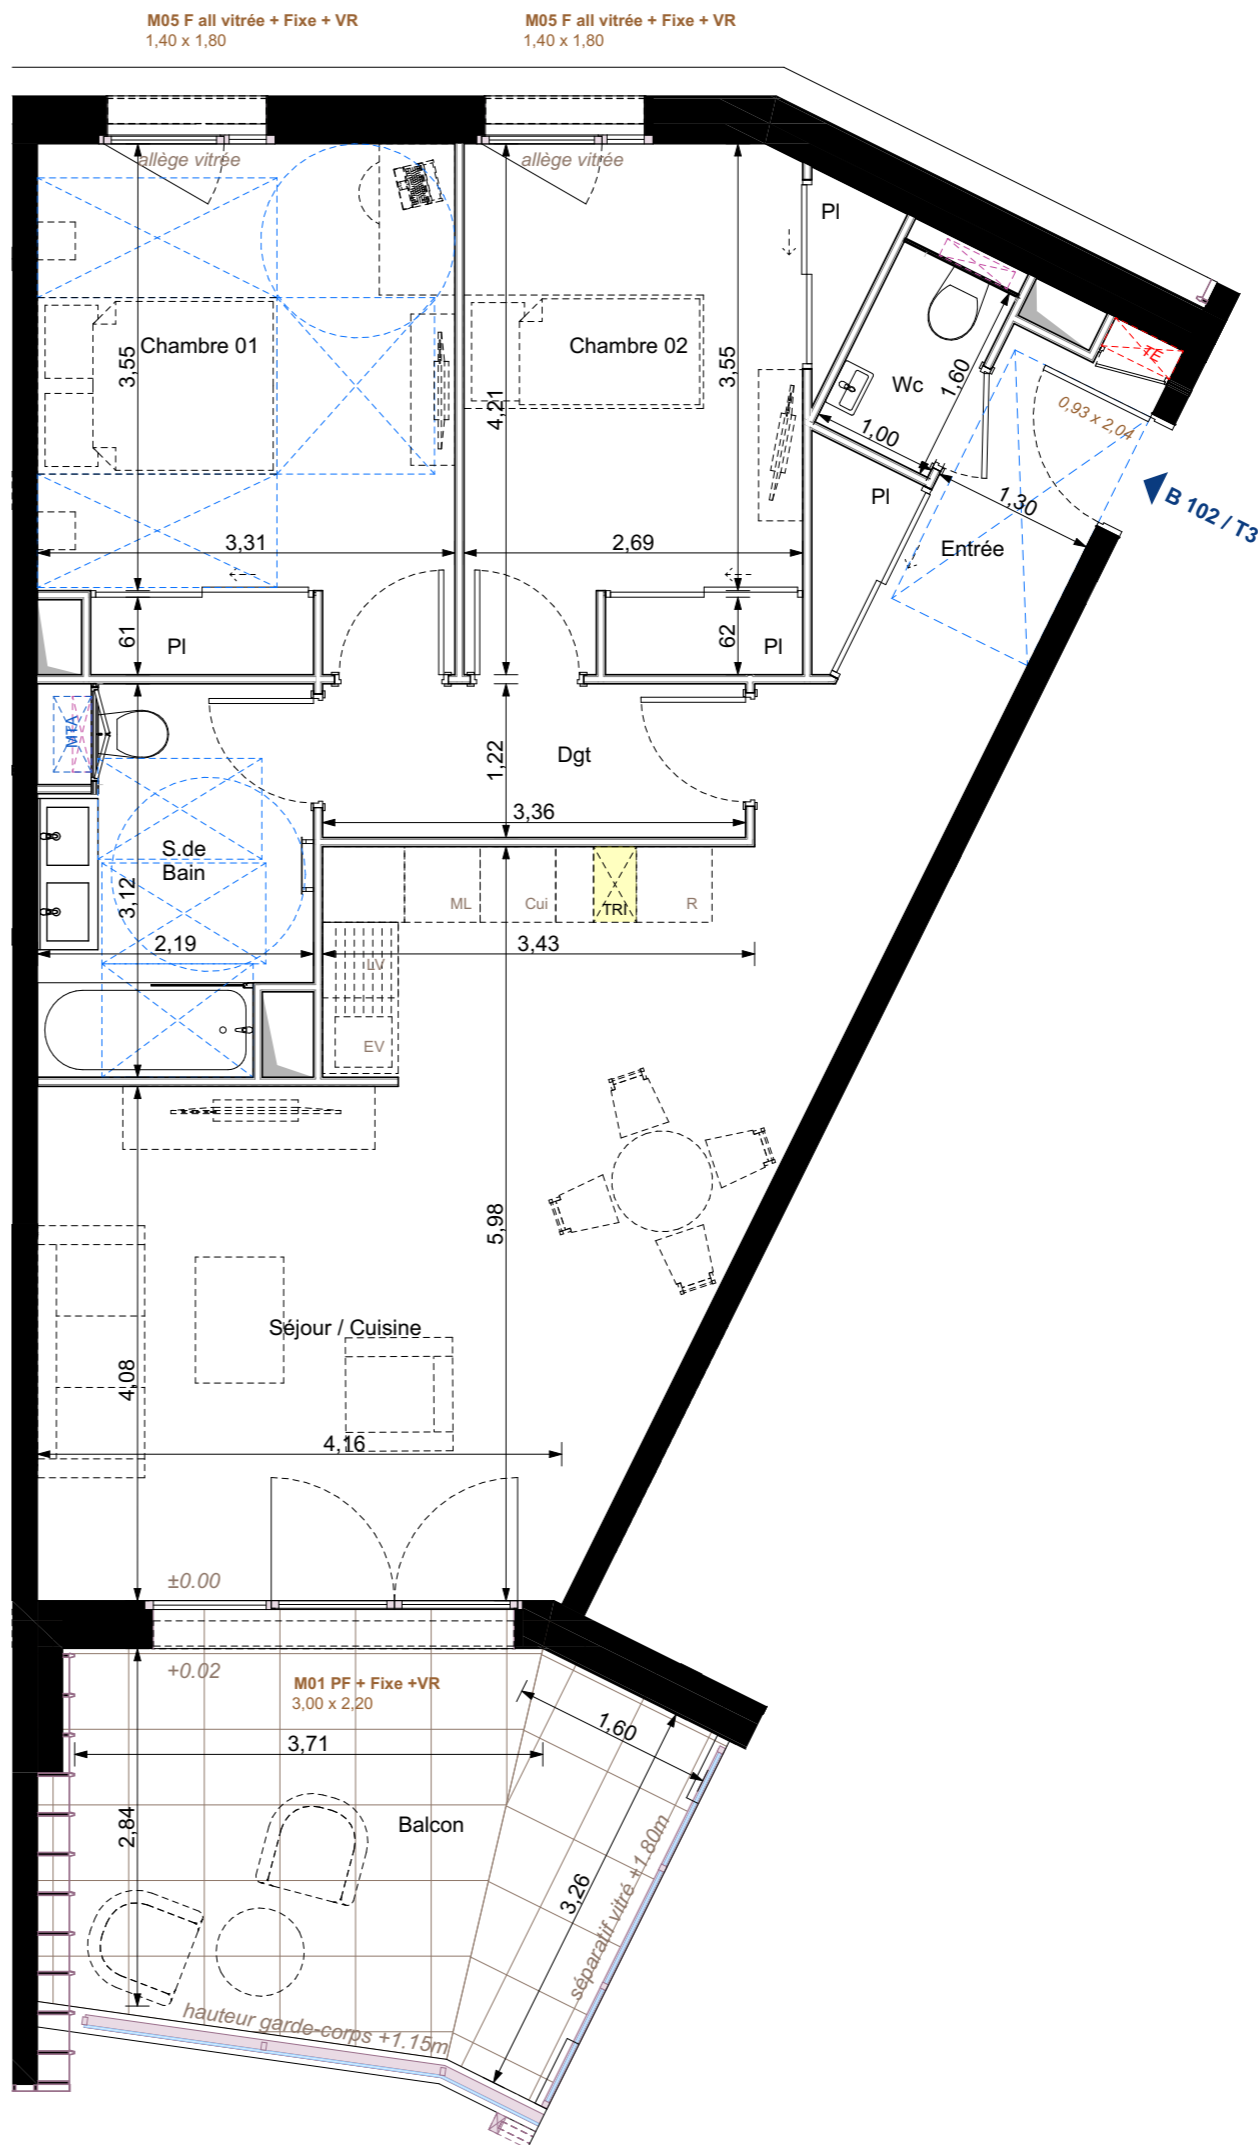 M05 F all vitrée + Fixe + VR
1,40 x 1,80
M05 F all vitrée + Fixe + VR
1,40 x 1,80
allège vitrée
allège vitrée
Pl
Chambre 01
3,55
4,21
Chambre 02
3,55
Wc
1,60
1,00
TE
0,93 x 2,04
B 102 / T3
Pl
1,30
Entrée
3,31
2,69
61
Pl
62
Pl
MTA
1,22
Dgt
3,36
S.de
Bain
3,12
2,19
ML
Cui
TRI
R
3,43
LV
EV
5,98
Séjour / Cuisine
4,08
4,16
±0.00
+0.02
M01 PF + Fixe +VR
3,00 x 2,20
3,71
1,60
2,84
Balcon
3,26
séparatif vitré +1.80m
hauteur garde-corps +1.15m